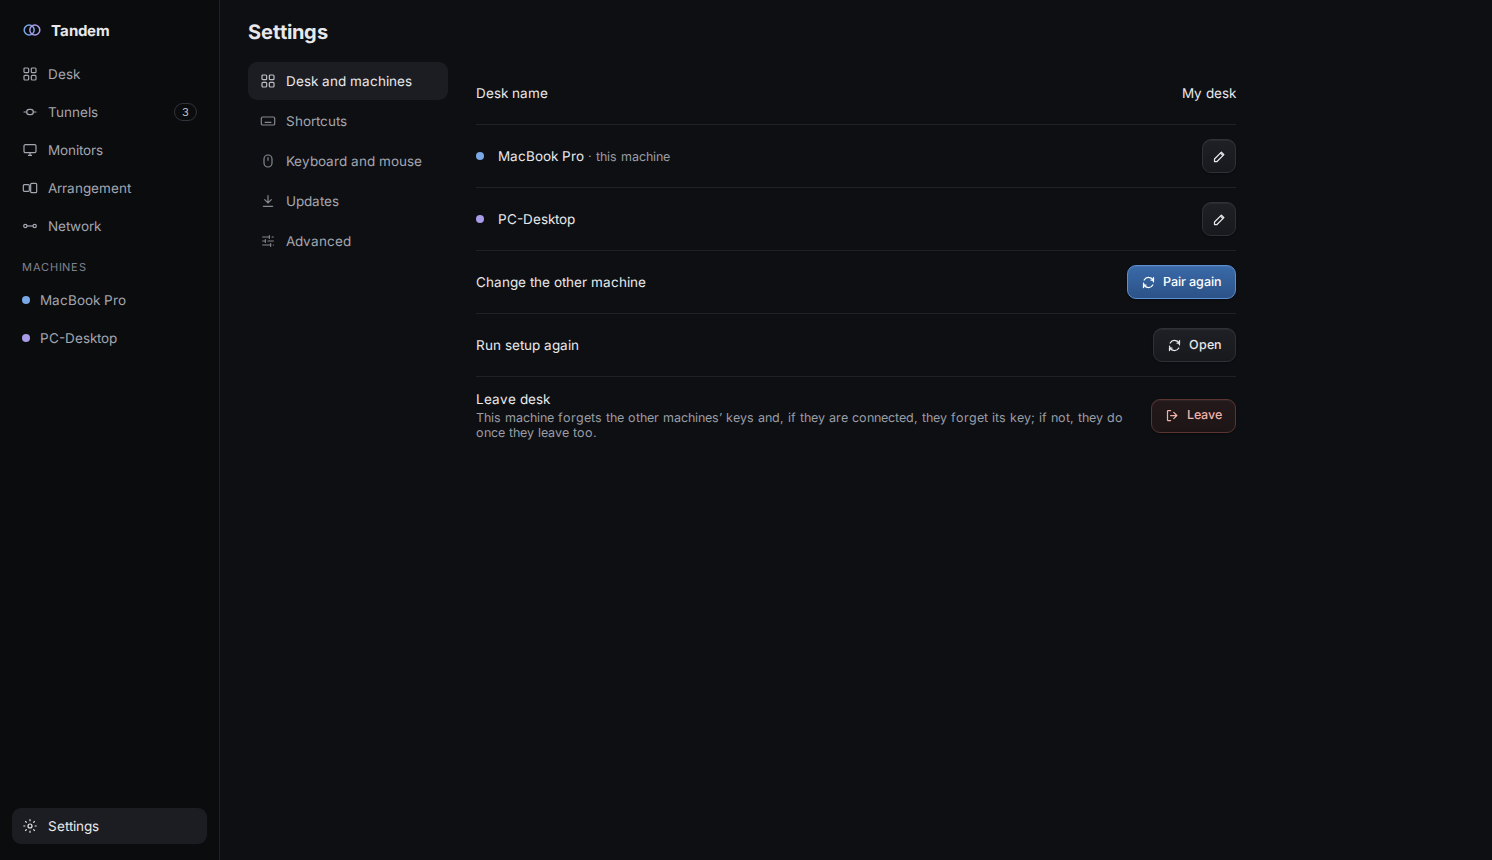 Tandem
Desk
Tunnels 3
Monitors
Arrangement
Network
MACHINES
MacBook Pro
PC-Desktop
Settings
Settings
Desk and machines
Shortcuts
Keyboard and mouse
Updates
Advanced
Desk name My desk
MacBook Pro · this machine
PC-Desktop
Change the other machine Pair again
Run setup again Open
Leave desk
This machine forgets the other machines’ keys and, if they are connected, they forget its key; if not, they do
once they leave too.
Leave